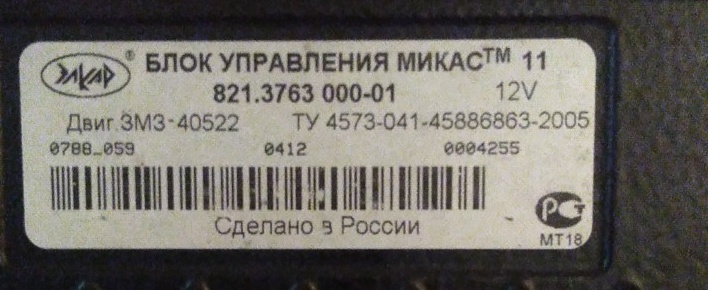 ЭЛКАР® БЛОК УПРАВЛЕНИЯ МИКАС™ 11
821.3763 000-01 12V
Двиг.ЗМЗ-40522 ТУ 4573-041-45886863-2005
0788_059 0412 0004255
Сделано в России
РСТ
МТ18